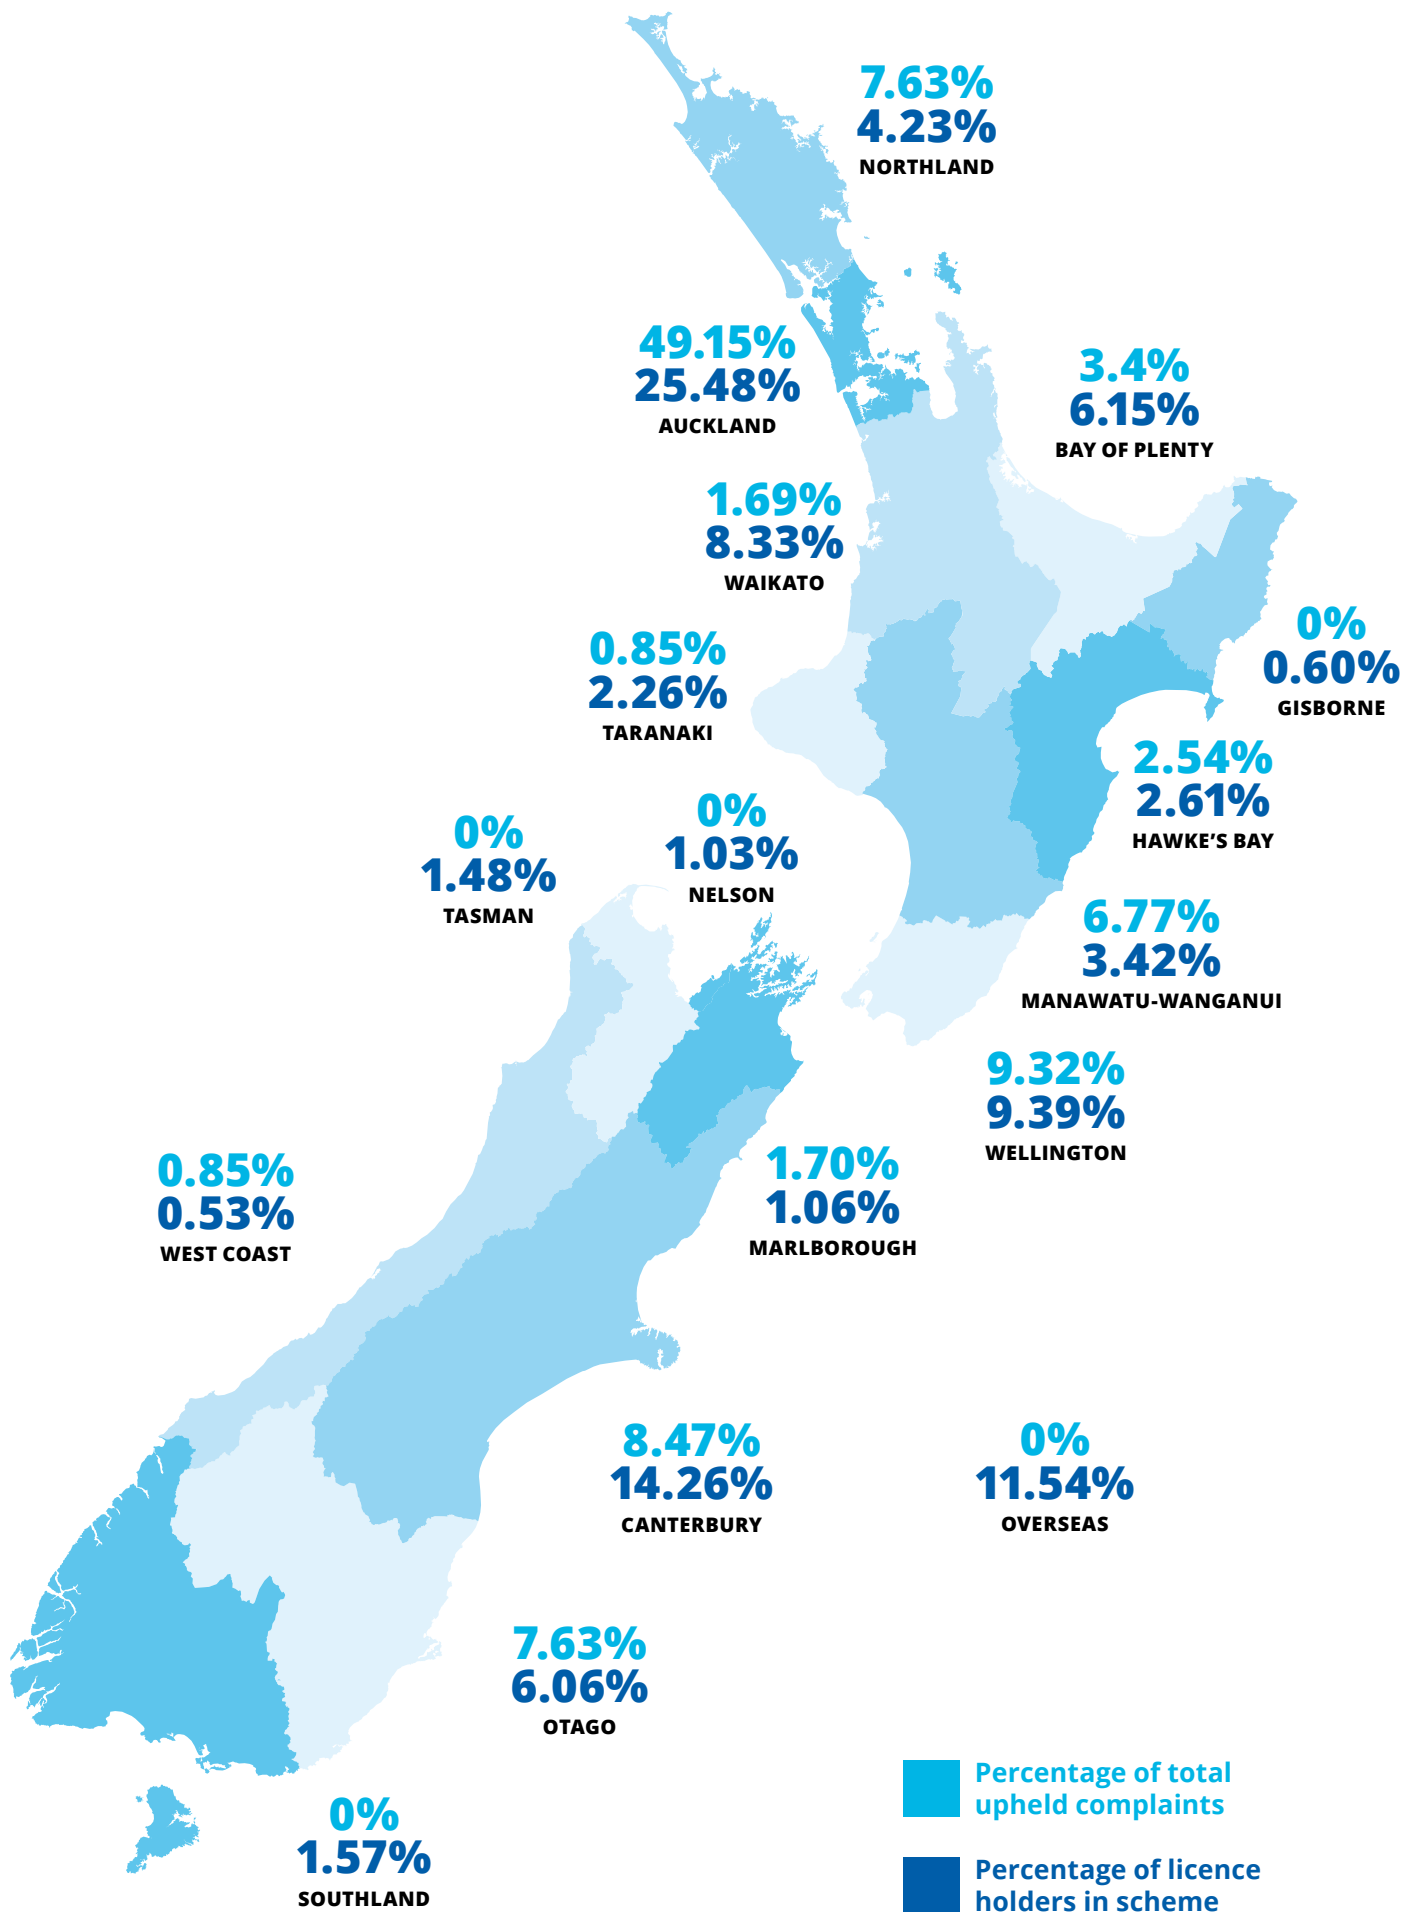 7.63%
4.23%
NORTHLAND
49.15%
25.48%
AUCKLAND
3.4%
6.15%
BAY OF PLENTY
1.69%
8.33%
WAIKATO
0%
0.60%
GISBORNE
0.85%
2.26%
TARANAKI
2.54%
2.61%
HAWKE'S BAY
0%
1.03%
NELSON
0%
1.48%
TASMAN
6.77%
3.42%
MANAWATU-WANGANUI
9.32%
9.39%
WELLINGTON
1.70%
1.06%
MARLBOROUGH
0.85%
0.53%
WEST COAST
8.47%
14.26%
CANTERBURY
0%
11.54%
OVERSEAS
7.63%
6.06%
OTAGO
0%
1.57%
SOUTHLAND
Percentage of total
upheld complaints
Percentage of licence
holders in scheme